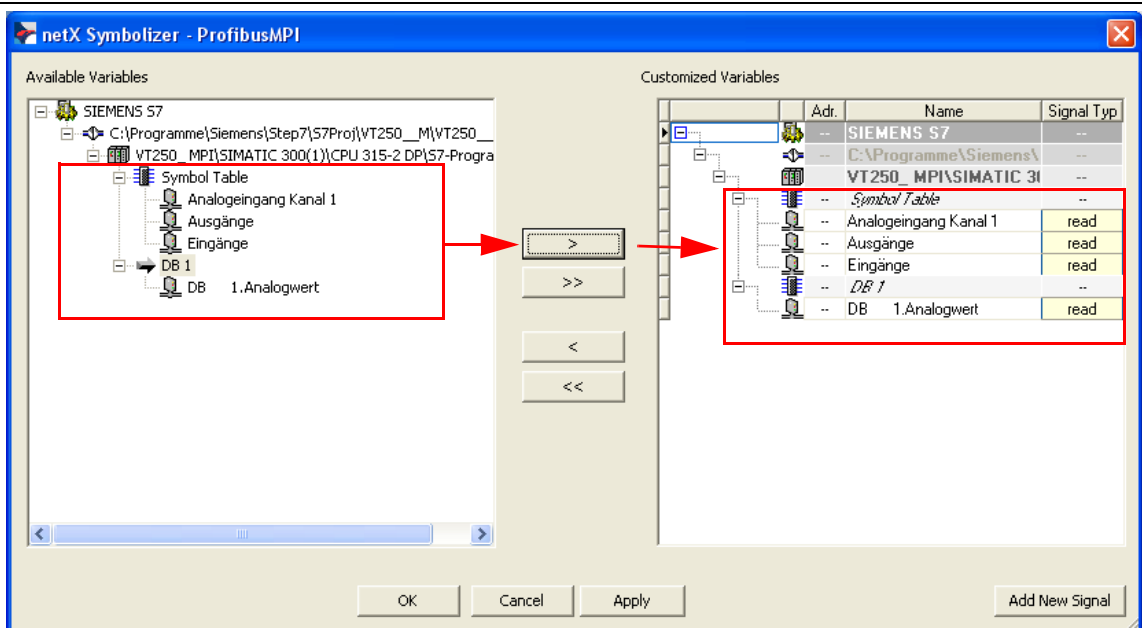 netX Symbolizer - ProfibusMPI
Available Variables
SIEMENS S7
C:\Programme\Siemens\Step7\S7Proj\VT250__M\VT250__
VT250_ MPI\SIMATIC 300(1)\CPU 315-2 DP\S7-Progra
Symbol Table
Analogeingang Kanal 1
Ausgänge
Eingänge
DB 1
DB 1.Analogwert
>
>>
<
<<
Customized Variables
Adr. Name Signal Typ
-- SIEMENS S7 --
-- C:\Programme\Siemens\ --
VT250_ MPI\SIMATIC 30 --
-- Symbol Table --
-- Analogeingang Kanal 1 read
-- Ausgänge read
-- Eingänge read
-- DB 1 --
-- DB 1.Analogwert read
OK Cancel Apply Add New Signal